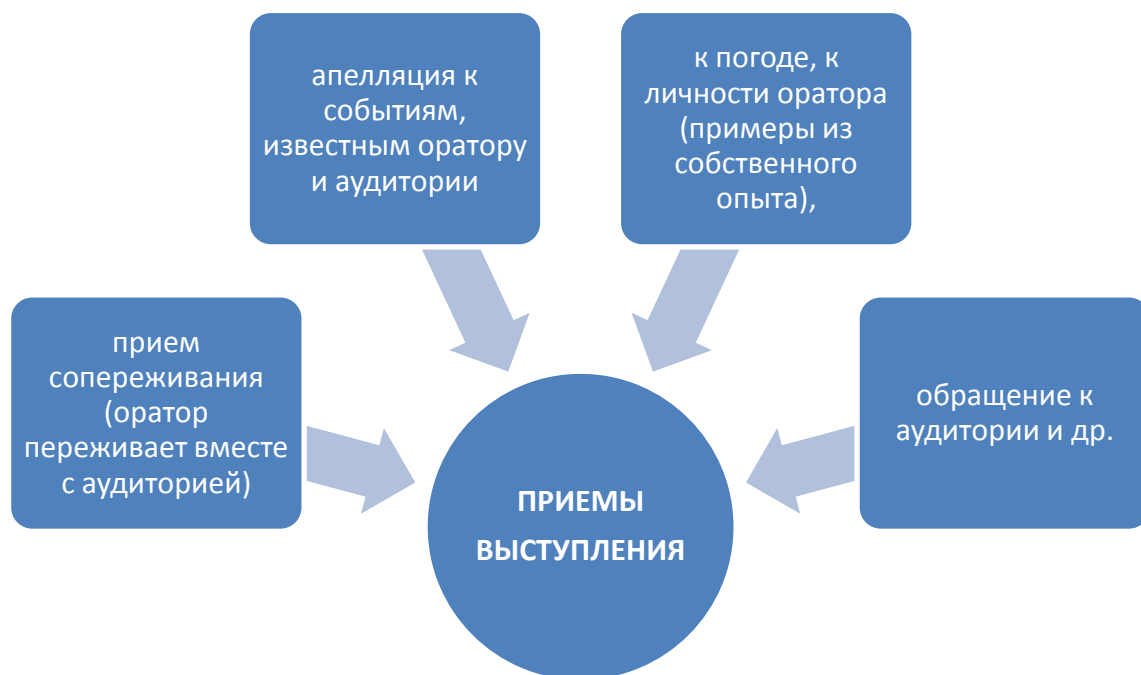 апелляция к
событиям,
известным оратору
и аудитории
к погоде, к
личности оратора
(примеры из
собственного
опыта),
прием
сопереживания
(оратор
переживает вместе
с аудиторией)
обращение к
аудитории и др.
ПРИЕМЫ
ВЫСТУПЛЕНИЯ